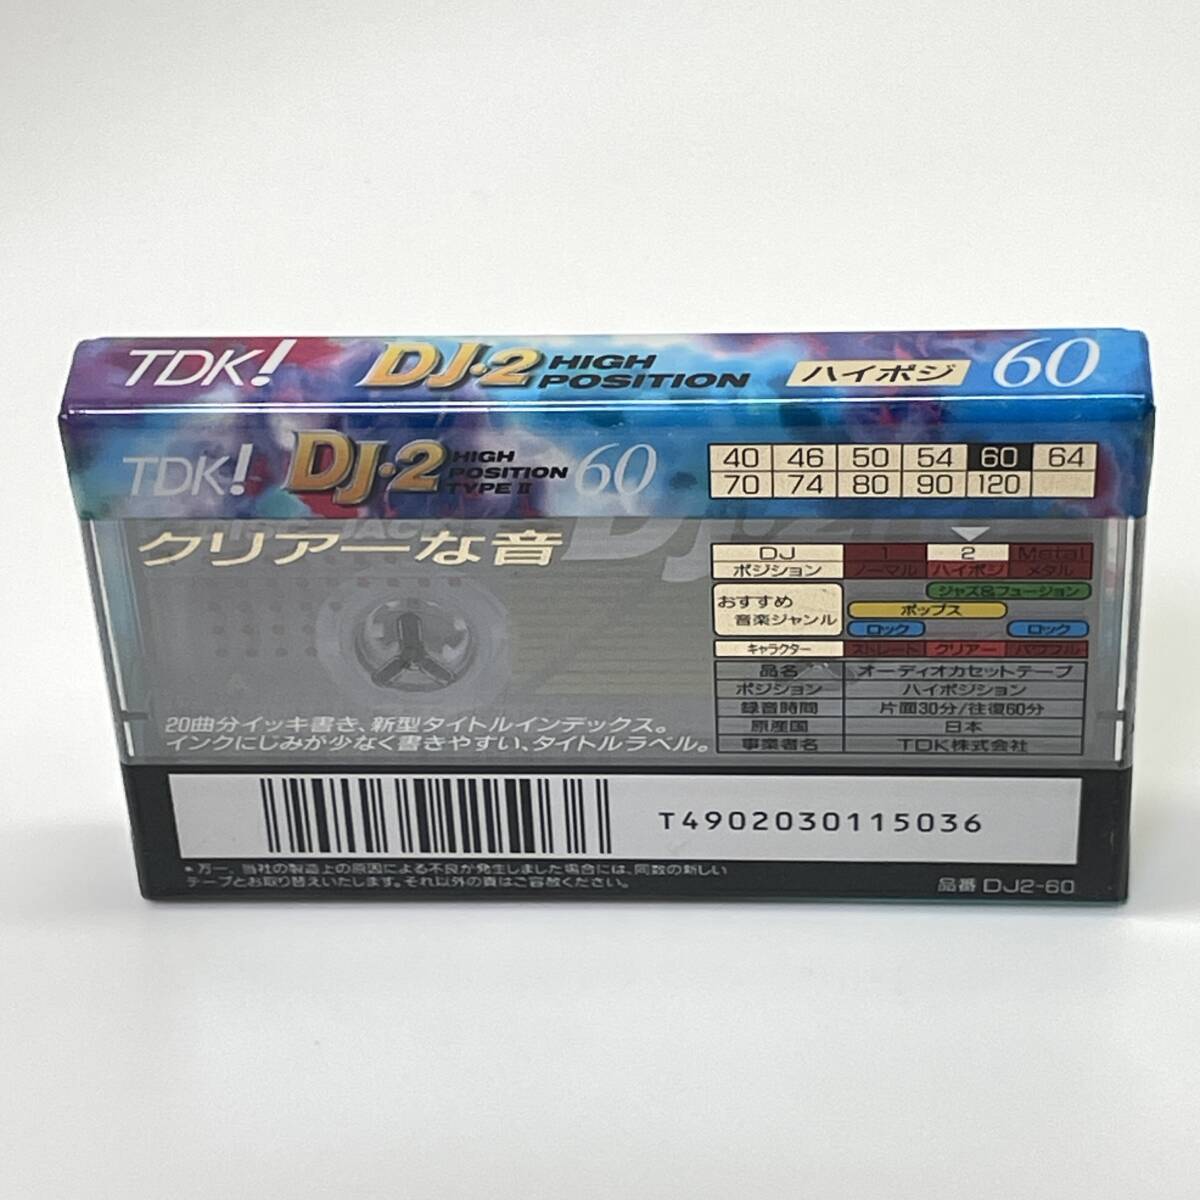 TDK! DJ・2 HIGH POSITION ハイポジ 60
TDK! DJ・2 HIGH POSITION TYPE II 60
40 46 50 54 60 64
70 74 80 90 120
クリアーな音
DJ 1 2 Metal
ポジション ノーマル ハイポジ メタル
おすすめ音楽ジャンル
ジャズ&フュージョン
ポップス
ロック ロック
キャラクター ストレート クリアー パワフル
品名 オーディオカセットテープ
ポジション ハイポジション
録音時間 片面30分/往復60分
原産国 日本
事業者名 TDK株式会社
20曲分イッキ書き、新型タイトルインデックス。
インクにじみが少なく書きやすい、タイトルラベル。
T4902030115036
*万一、当社の製造上の原因による不良が発生しました場合には、同数の新しい
テープとお取り替えいたします。それ以外の責はご容赦ください。
品番 DJ2-60